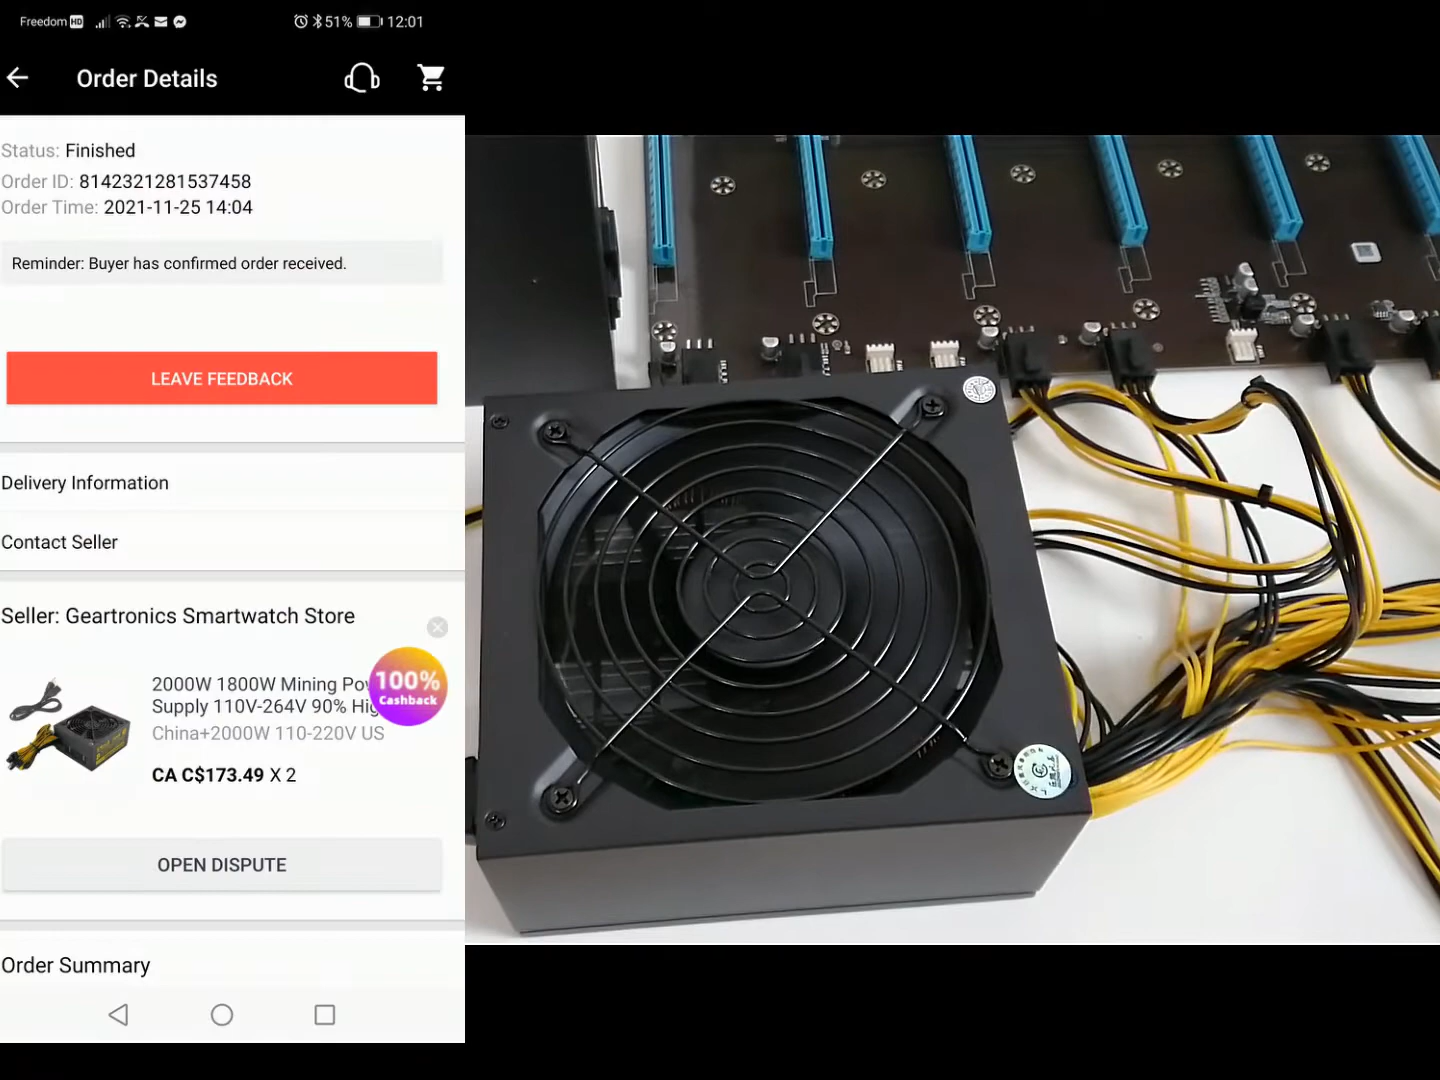 Freedom HD
51% 12:01
Order Details
Status: Finished
Order ID: 8142321281537458
Order Time: 2021-11-25 14:04
Reminder: Buyer has confirmed order received.
LEAVE FEEDBACK
Delivery Information
Contact Seller
Seller: Geartronics Smartwatch Store
2000W 1800W Mining
Supply 110V-264V 90%
China+2000W 110-220V US
100%
Cashback
CA C$173.49 X 2
OPEN DISPUTE
Order Summary